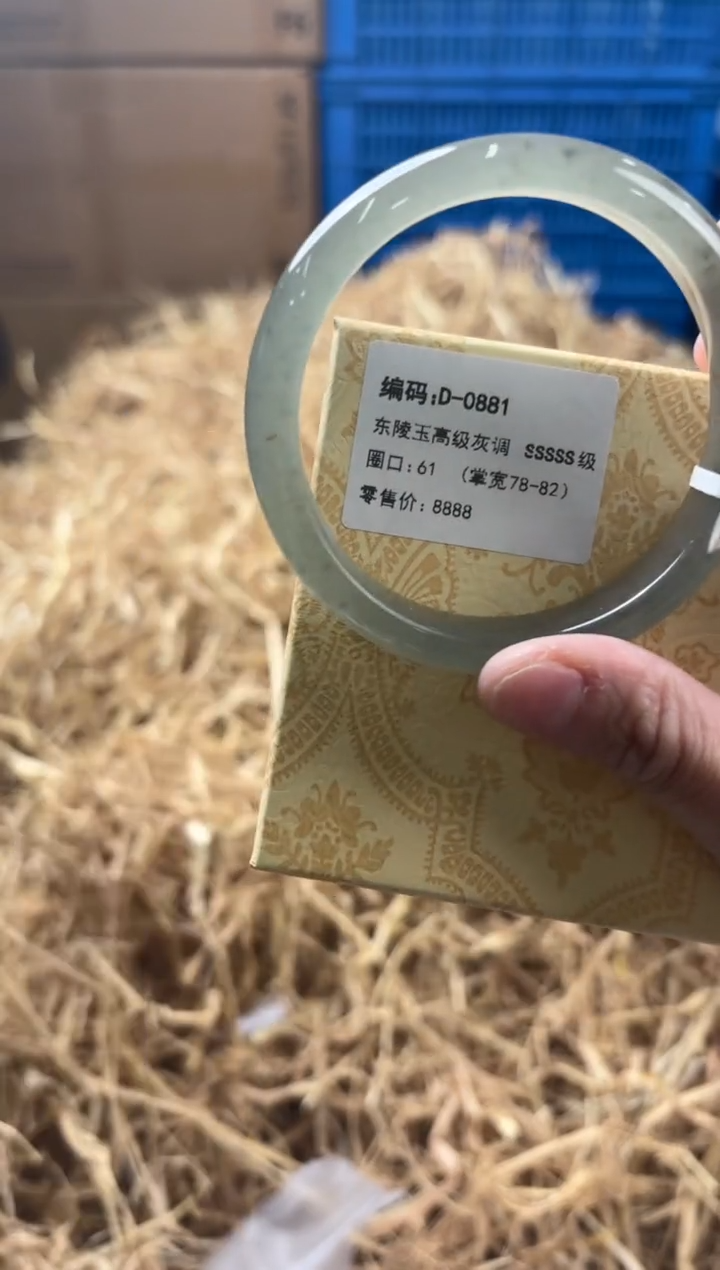 编码:D-0881
东陵玉高级灰调 SSSSS级
圈口:61 （掌宽78-82）
零售价:8888